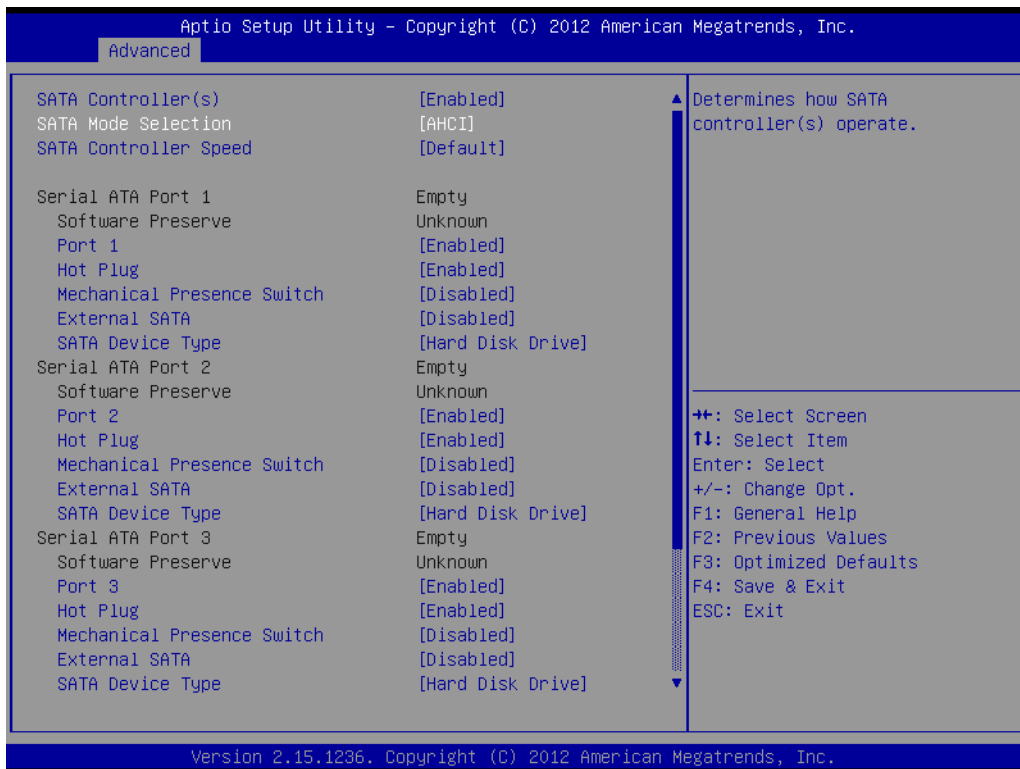 Aptio Setup Utility – Copyright (C) 2012 American Megatrends, Inc.
Advanced
SATA Controller(s) [Enabled]
SATA Mode Selection [AHCI]
SATA Controller Speed [Default]
Serial ATA Port 1 Empty
Software Preserve Unknown
Port 1 [Enabled]
Hot Plug [Enabled]
Mechanical Presence Switch [Disabled]
External SATA [Disabled]
SATA Device Type [Hard Disk Drive]
Serial ATA Port 2 Empty
Software Preserve Unknown
Port 2 [Enabled]
Hot Plug [Enabled]
Mechanical Presence Switch [Disabled]
External SATA [Disabled]
SATA Device Type [Hard Disk Drive]
Serial ATA Port 3 Empty
Software Preserve Unknown
Port 3 [Enabled]
Hot Plug [Enabled]
Mechanical Presence Switch [Disabled]
External SATA [Disabled]
SATA Device Type [Hard Disk Drive]
Determines how SATA
controller(s) operate.
→←: Select Screen
↑↓: Select Item
Enter: Select
+/-: Change Opt.
F1: General Help
F2: Previous Values
F3: Optimized Defaults
F4: Save & Exit
ESC: Exit
Version 2.15.1236. Copyright (C) 2012 American Megatrends, Inc.